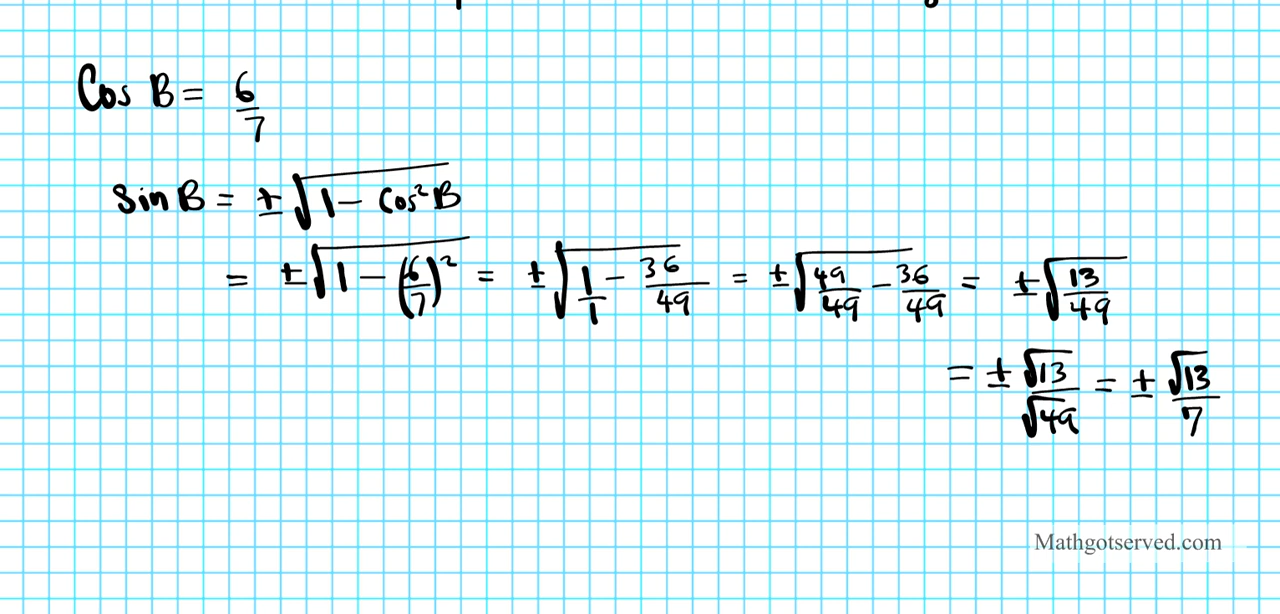 Cos B = 6/7
Sin B = ±√(1 - Cos²B)
= ±√(1 - (6/7)²) = ±√(1/1 - 36/49) = ±√(49/49 - 36/49) = ±√(13/49)
= ± √13/√49 = ± √13/7
Mathgotserved.com